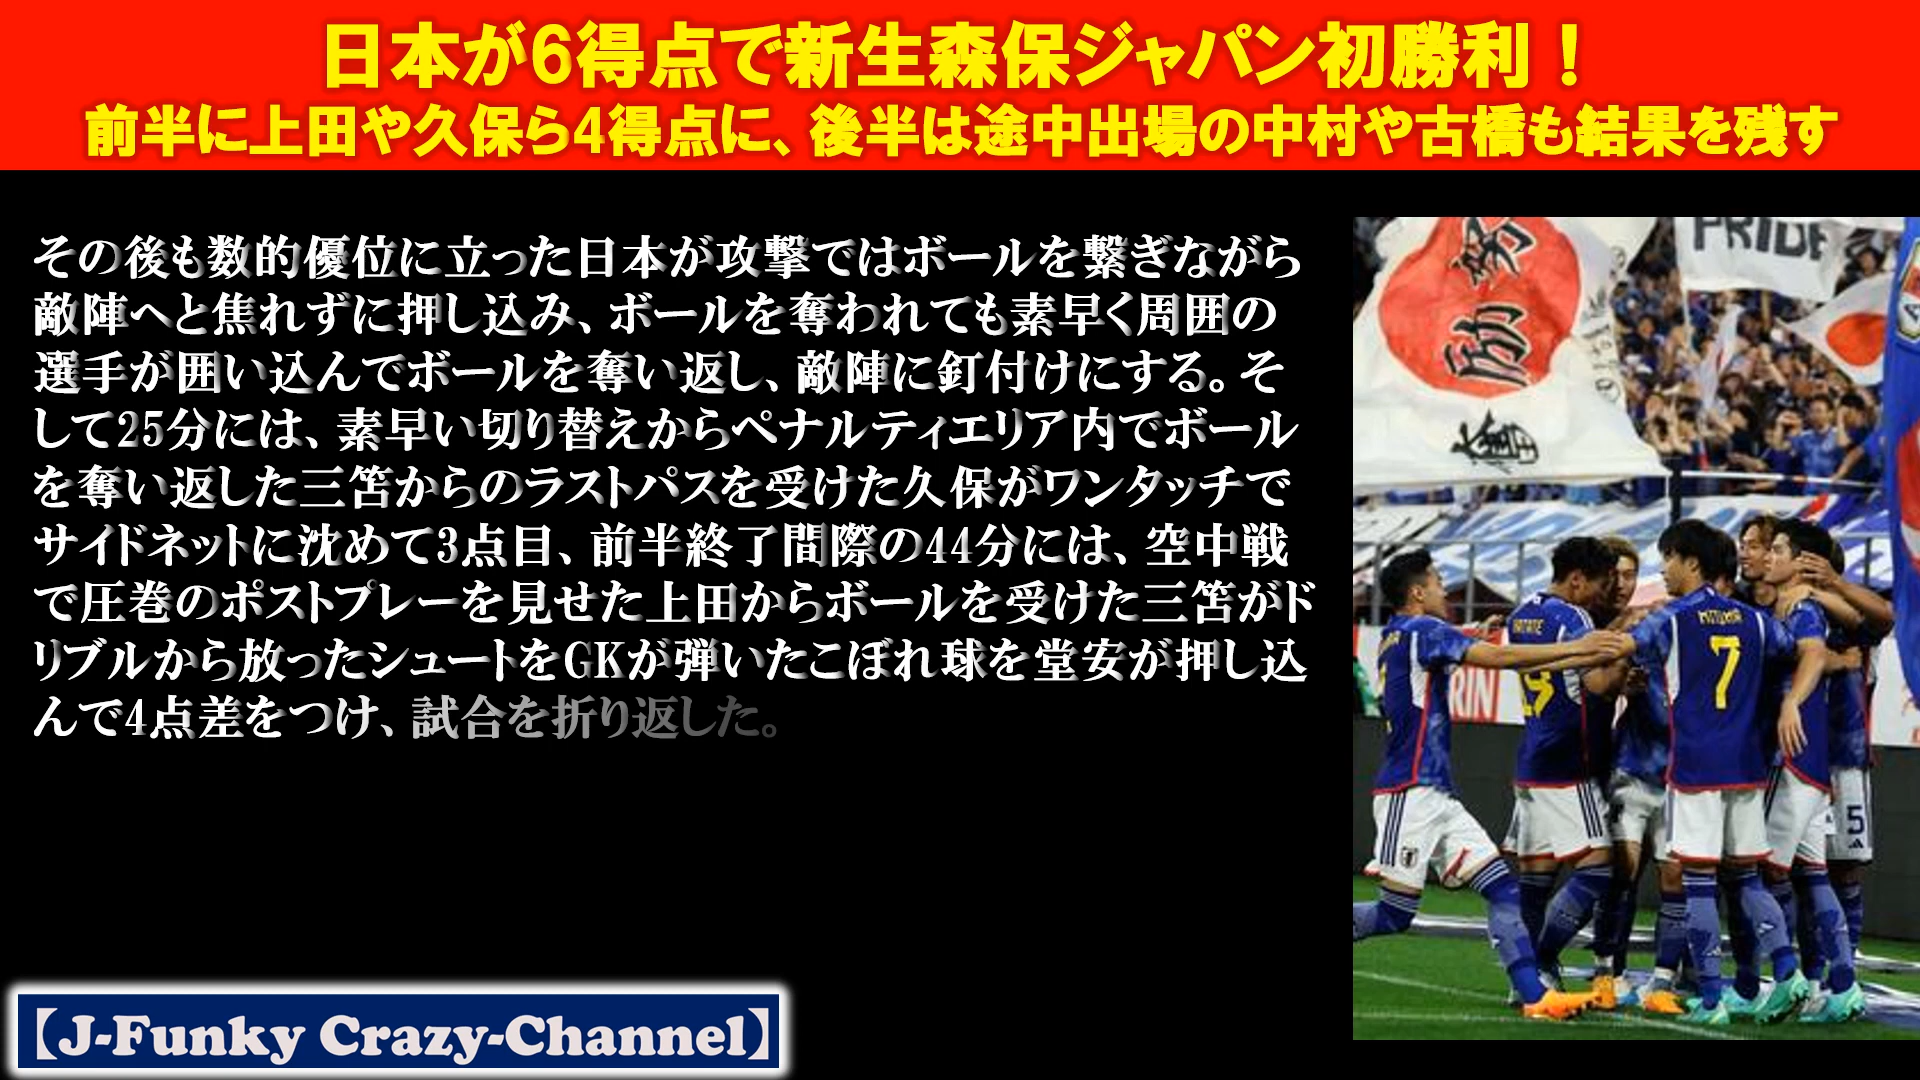 日本が6得点で新生森保ジャパン初勝利！
前半に上田や久保ら4得点に、後半は途中出場の中村や古橋も結果を残す
その後も数的優位に立った日本が攻撃ではボールを繋ぎながら
敵陣へと焦れずに押し込み、ボールを奪われても素早く周囲の
選手が囲い込んでボールを奪い返し、敵陣に釘付けにする。そ
して25分には、素早い切り替えからペナルティエリア内でボール
を奪い返した三笘からのラストパスを受けた久保がワンタッチで
サイドネットに沈めて3点目、前半終了間際の44分には、空中戦
で圧巻のポストプレーを見せた上田からボールを受けた三笘がド
リブルから放ったシュートをGKが弾いたこぼれ球を堂安が押し込
んで4点差をつけ、試合を折り返した。
PRIDE
MITOMA
7
5
RIN
【J-Funky Crazy-Channel】